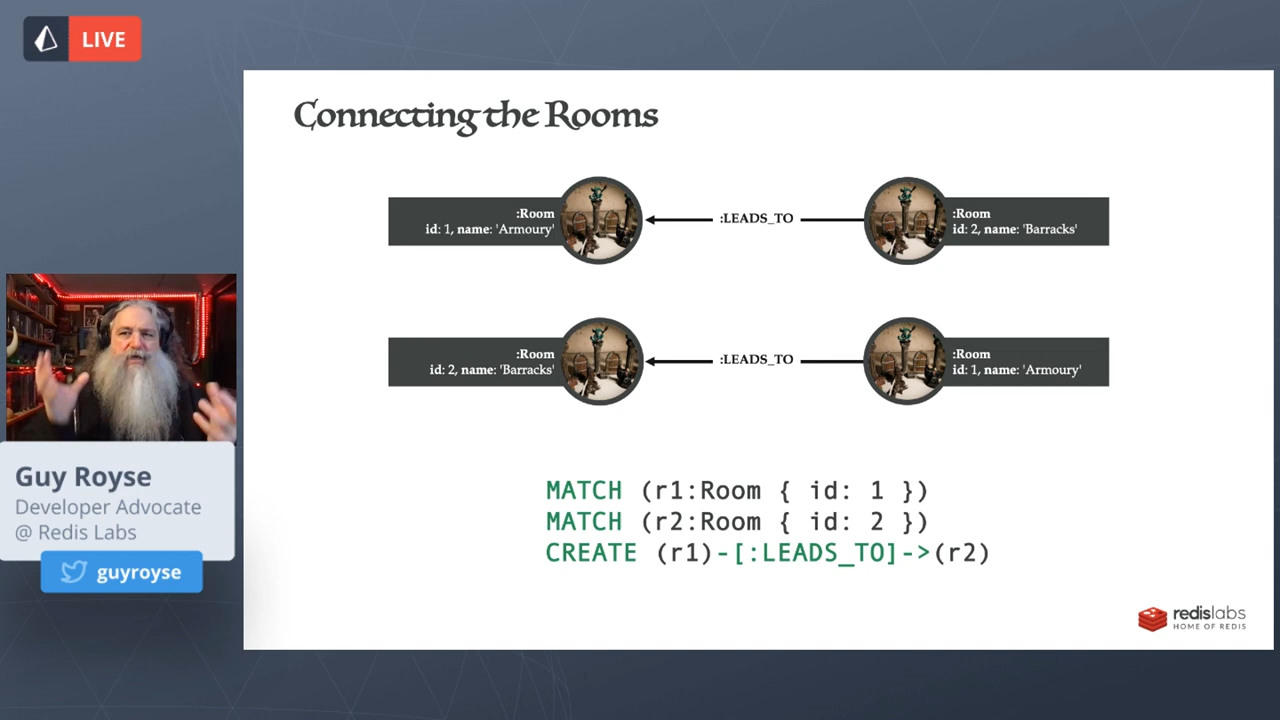 LIVE
Connecting the Rooms
:Room
id: 1, name: 'Armoury'
:LEADS_TO
:Room
id: 2, name: 'Barracks'
:Room
id: 2, name: 'Barracks'
:LEADS_TO
:Room
id: 1, name: 'Armoury'
MATCH (r1:Room { id: 1 })
MATCH (r2:Room { id: 2 })
CREATE (r1)-[:LEADS_TO]->(r2)
Guy Royse
Developer Advocate
@ Redis Labs
guyroyse
redislabs
HOME OF REDIS